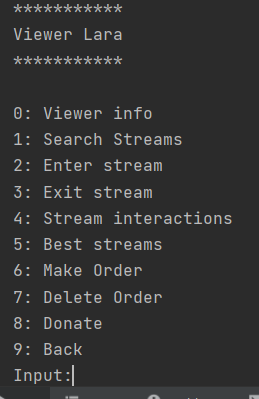 ***********
Viewer Lara
***********
0: Viewer info
1: Search Streams
2: Enter stream
3: Exit stream
4: Stream interactions
5: Best streams
6: Make Order
7: Delete Order
8: Donate
9: Back
Input: